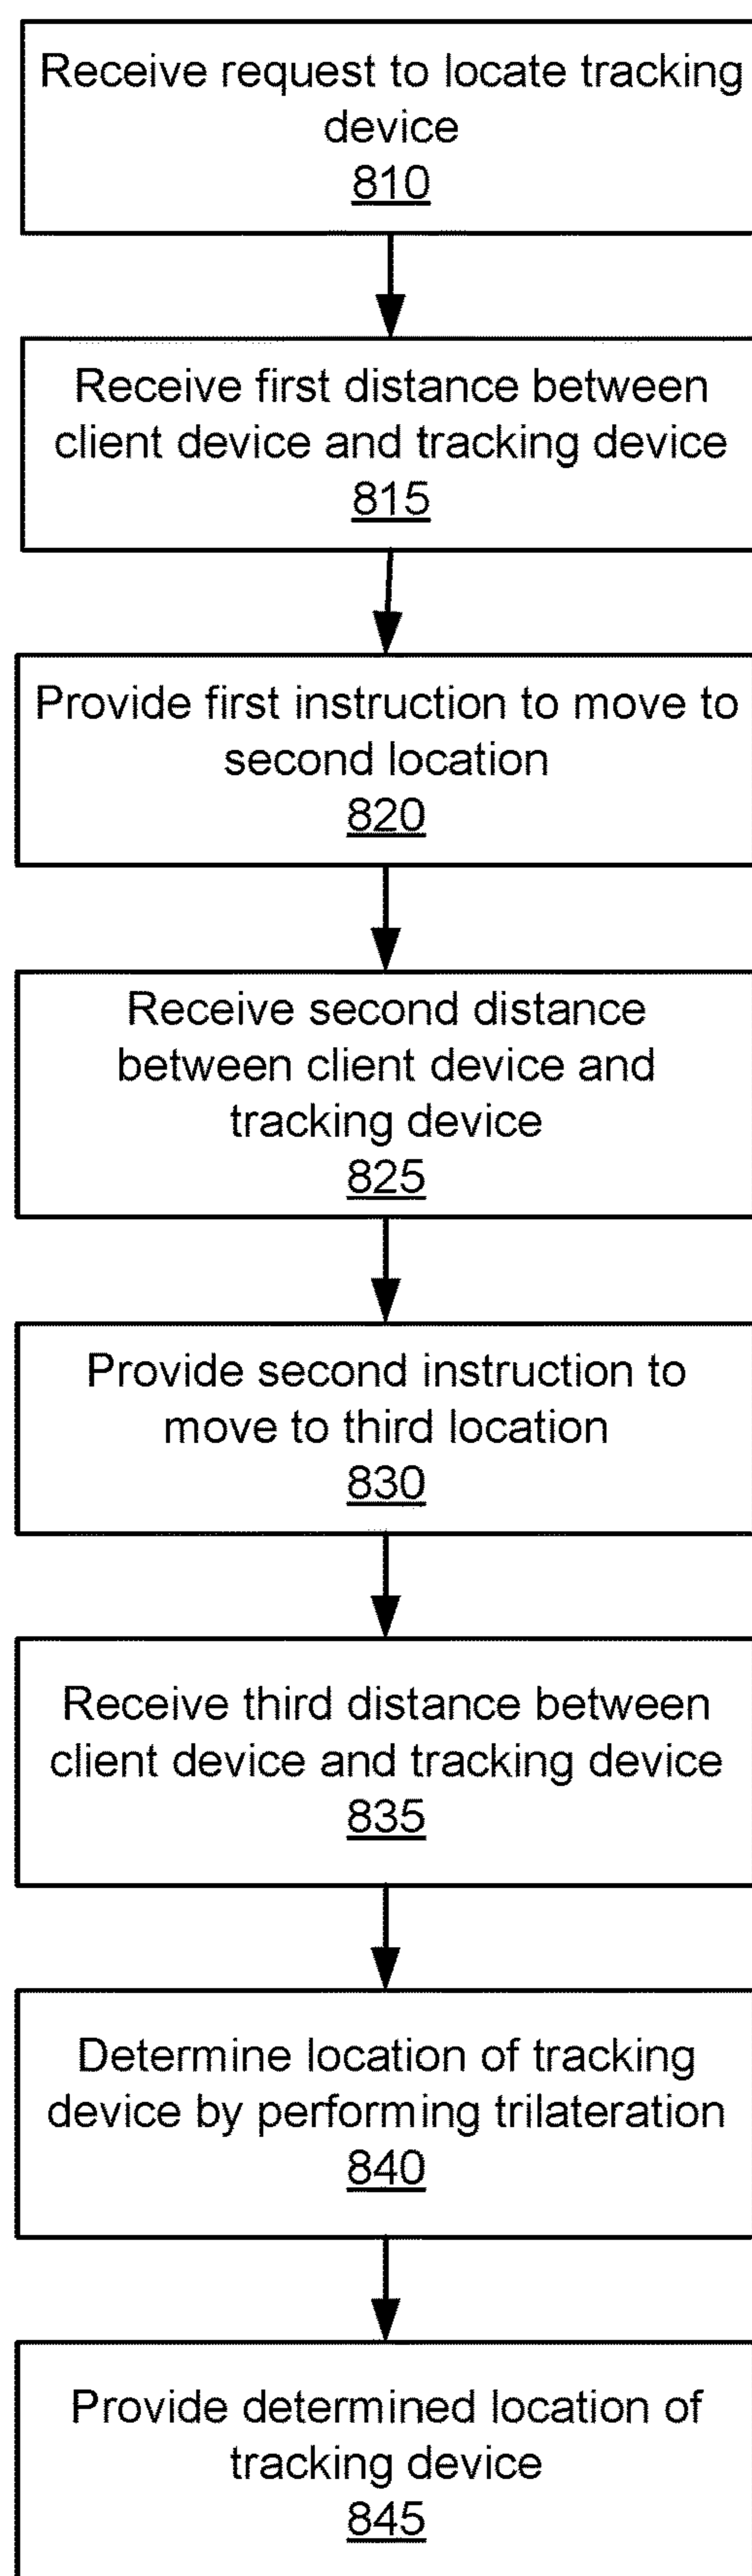 Receive request to locate tracking
device
810
Receive first distance between
client device and tracking device
815
Provide first instruction to move to
second location
820
Receive second distance
between client device and
tracking device
825
Provide second instruction to
move to third location
830
Receive third distance between
client device and tracking device
835
Determine location of tracking
device by performing trilateration
840
Provide determined location of
tracking device
845